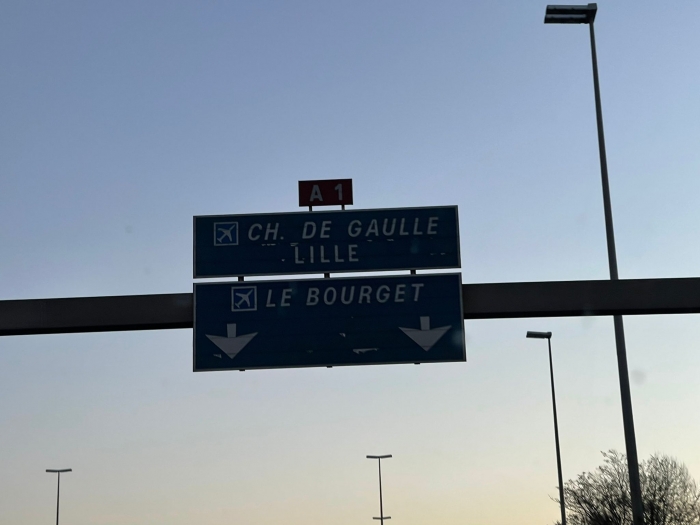 A 1
CH. DE GAULLE
LILLE
LE BOURGET